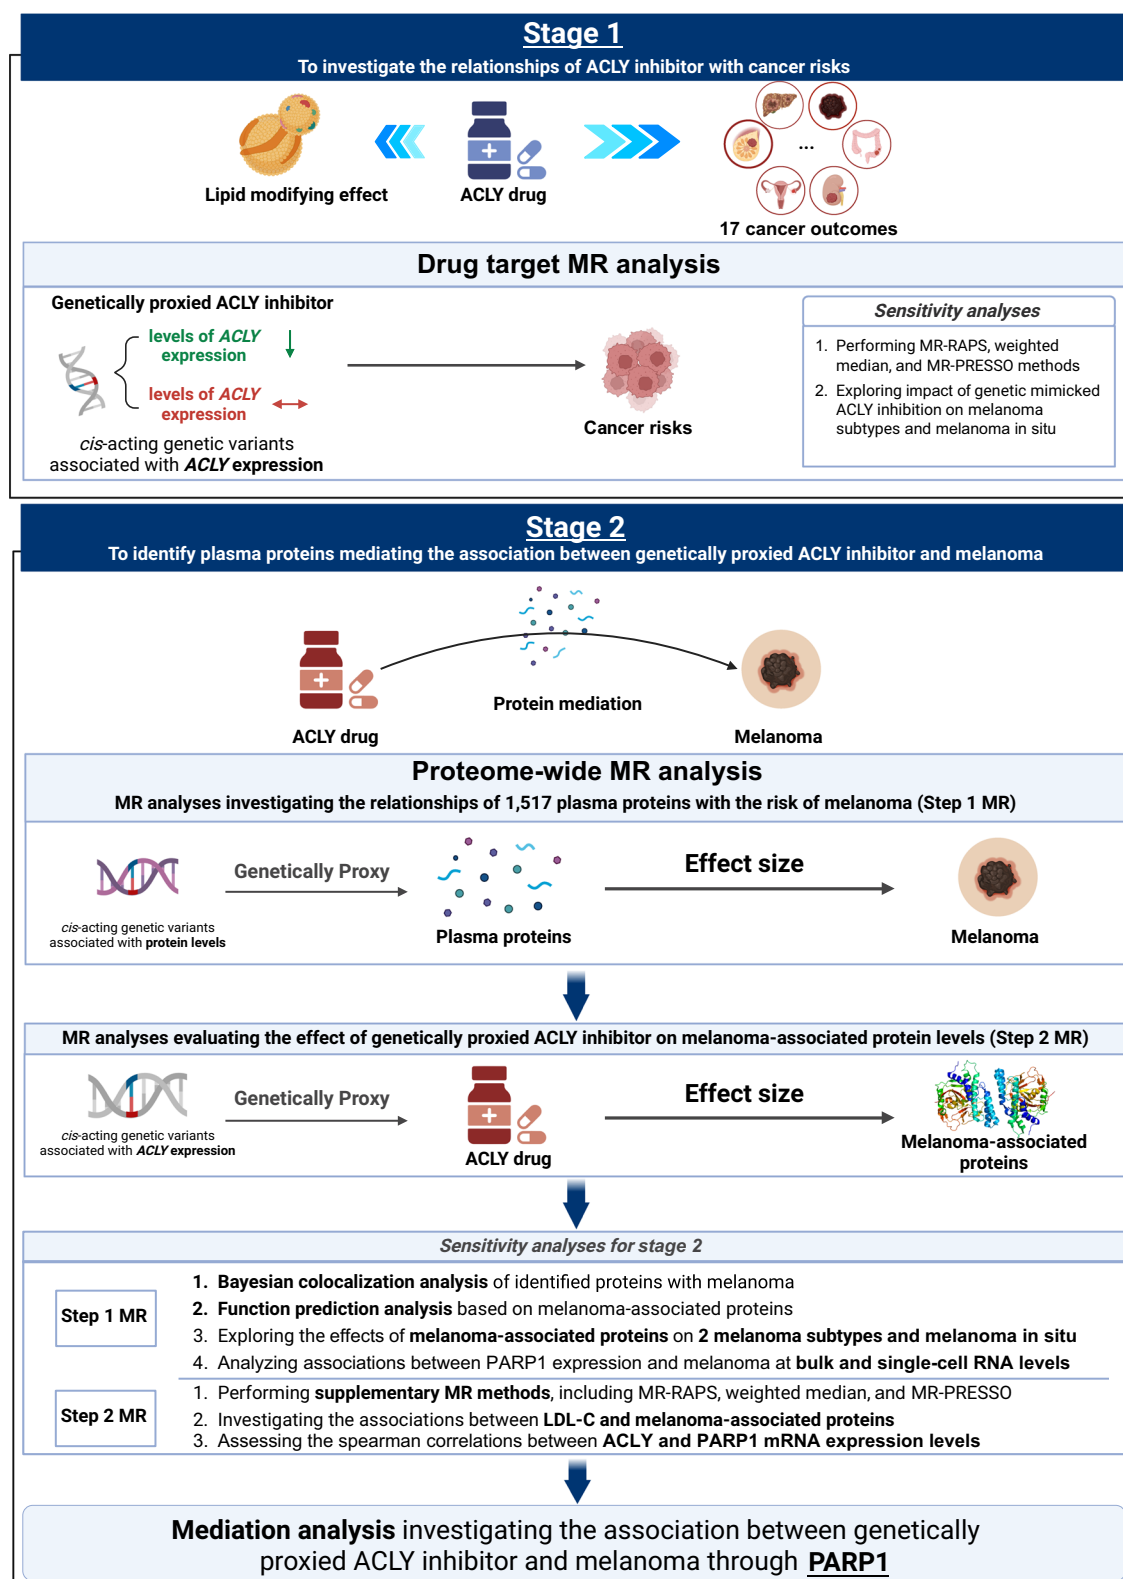 Stage 1
To investigate the relationships of ACLY inhibitor with cancer risks
Lipid modifying effect
ACLY drug
...
17 cancer outcomes
Drug target MR analysis
Genetically proxied ACLY inhibitor
levels of ACLY
expression
levels of ACLY
expression
cis-acting genetic variants
associated with ACLY expression
Cancer risks
Sensitivity analyses
1. Performing MR-RAPS, weighted
median, and MR-PRESSO methods
2. Exploring impact of genetic mimicked
ACLY inhibition on melanoma
subtypes and melanoma in situ
Stage 2
To identify plasma proteins mediating the association between genetically proxied ACLY inhibitor and melanoma
ACLY drug
Protein mediation
Melanoma
Proteome-wide MR analysis
MR analyses investigating the relationships of 1,517 plasma proteins with the risk of melanoma (Step 1 MR)
cis-acting genetic variants
associated with protein levels
Genetically Proxy
Plasma proteins
Effect size
Melanoma
MR analyses evaluating the effect of genetically proxied ACLY inhibitor on melanoma-associated protein levels (Step 2 MR)
cis-acting genetic variants
associated with ACLY expression
Genetically Proxy
ACLY drug
Effect size
Melanoma-associated
proteins
Sensitivity analyses for stage 2
Step 1 MR
1. Bayesian colocalization analysis of identified proteins with melanoma
2. Function prediction analysis based on melanoma-associated proteins
3. Exploring the effects of melanoma-associated proteins on 2 melanoma subtypes and melanoma in situ
4. Analyzing associations between PARP1 expression and melanoma at bulk and single-cell RNA levels
Step 2 MR
1. Performing supplementary MR methods, including MR-RAPS, weighted median, and MR-PRESSO
2. Investigating the associations between LDL-C and melanoma-associated proteins
3. Assessing the spearman correlations between ACLY and PARP1 mRNA expression levels
Mediation analysis investigating the association between genetically
proxied ACLY inhibitor and melanoma through PARP1